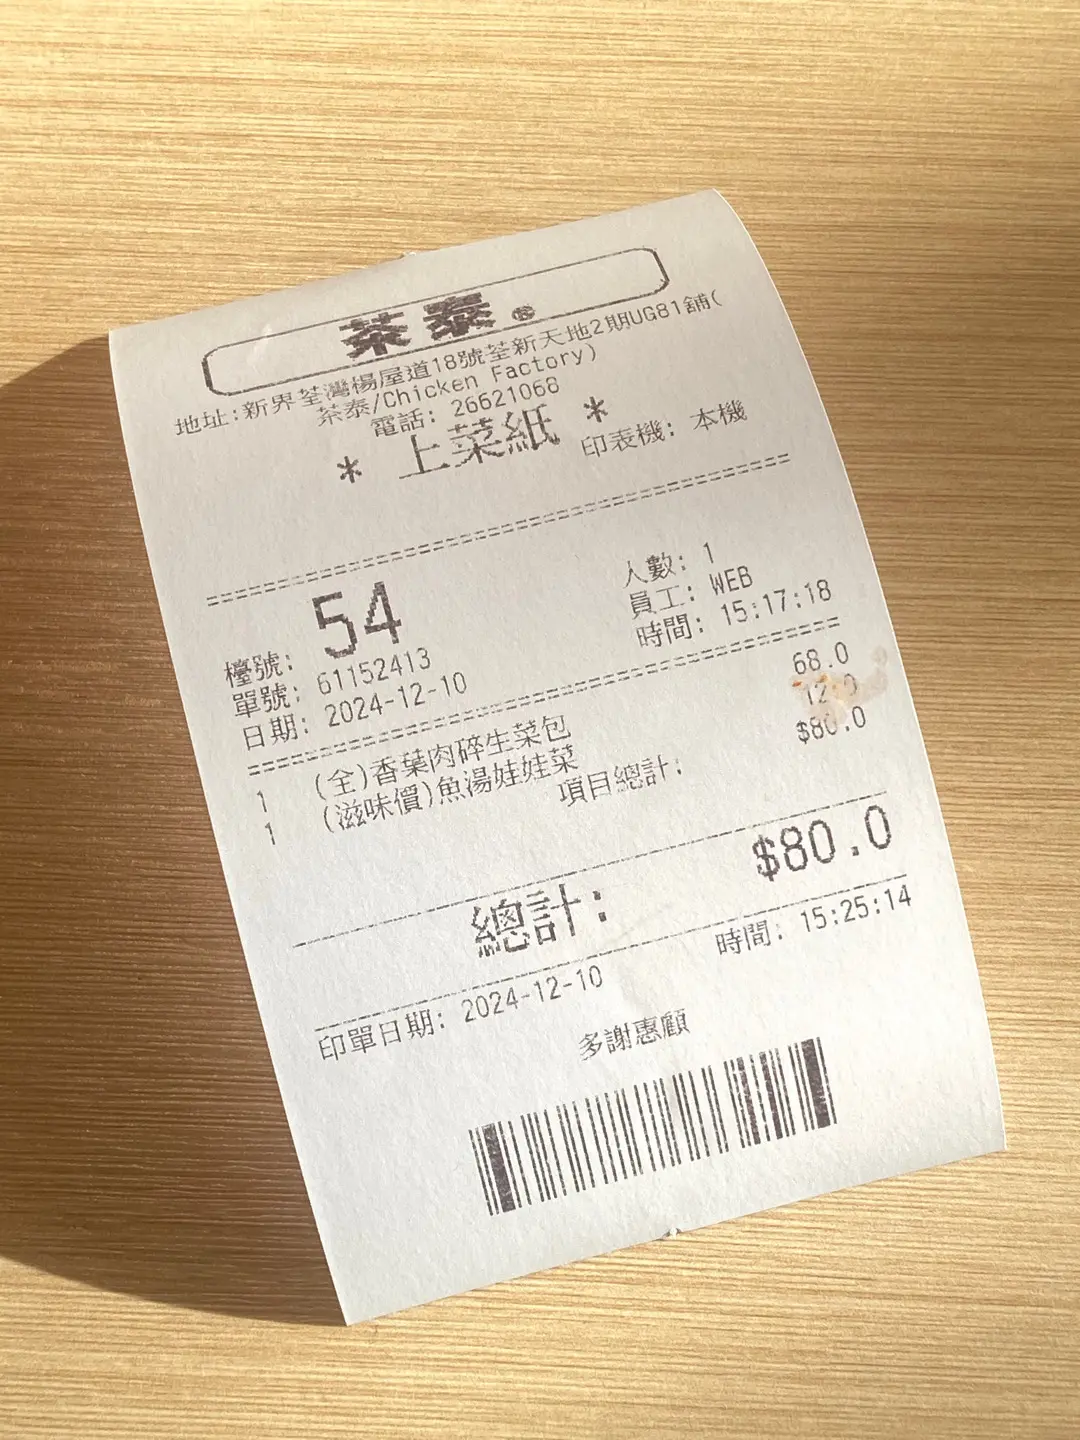 茶泰®
地址:新界荃灣楊屋道18號荃新天地2期UG81舖(
茶泰/Chicken Factory)
電話: 26621068
* 上菜紙 *
印表機: 本機
檯號: 54
人數: 1
單號: 61152413
員工: WEB
日期: 2024-12-10
時間: 15:17:18
1 (全)香葉肉碎生菜包 68.0
1 (滋味價)魚湯娃娃菜 12.0
項目總計: $80.0
總計: $80.0
印單日期: 2024-12-10 時間: 15:25:14
多謝惠顧